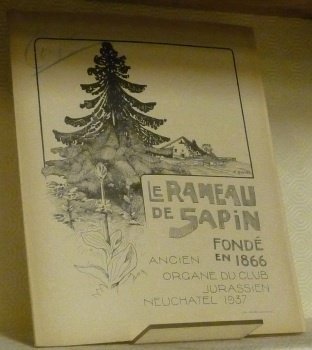 LE RAMEAU
DE SAPIN
FONDÉ
EN 1866
ANCIEN
ORGANE DU CLUB
JURASSIEN
NEUCHATEL 1937